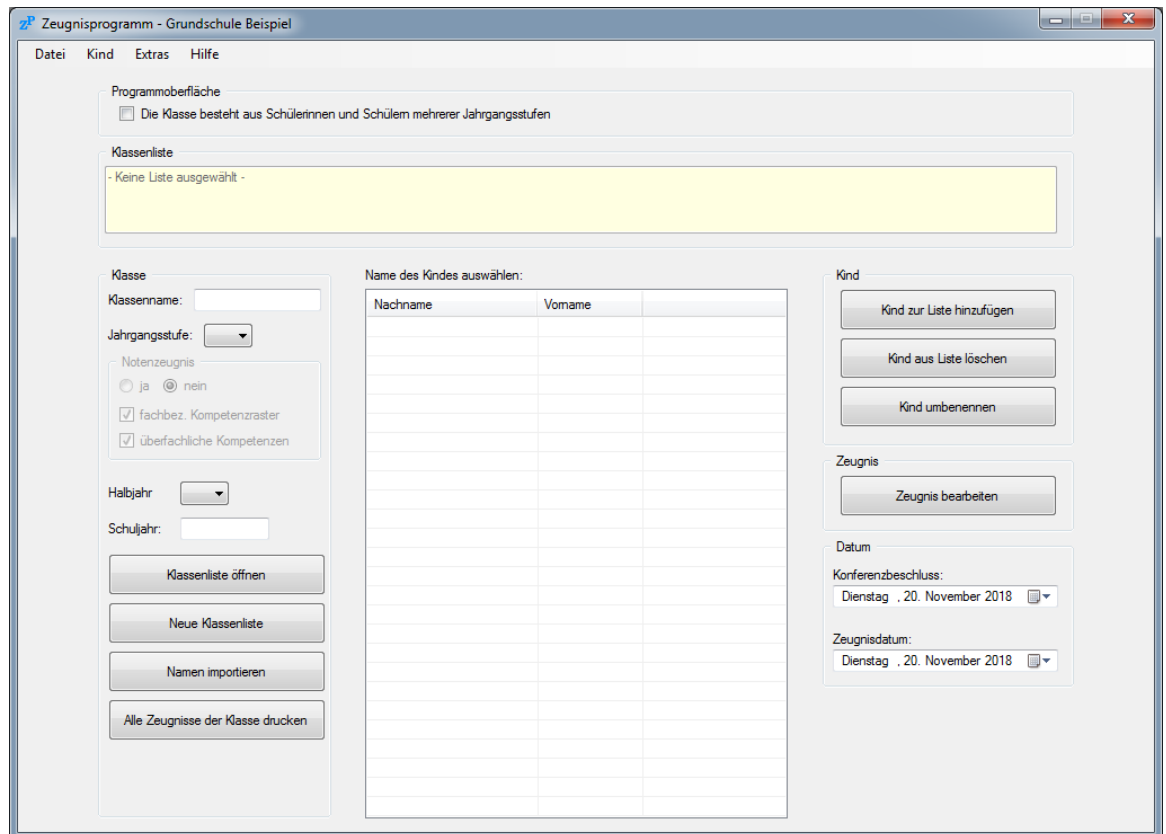 zP Zeugnisprogramm - Grundschule Beispiel
Datei Kind Extras Hilfe
Programmoberfläche
Die Klasse besteht aus Schülerinnen und Schülern mehrerer Jahrgangsstufen
Klassenliste
- Keine Liste ausgewählt -
Klasse
Klassenname:
Jahrgangsstufe:
Notenzeugnis
ja nein
fachbez. Kompetenzraster
überfachliche Kompetenzen
Halbjahr
Schuljahr:
Klassenliste öffnen
Neue Klassenliste
Namen importieren
Alle Zeugnisse der Klasse drucken
Name des Kindes auswählen:
Nachname Vorname
Kind
Kind zur Liste hinzufügen
Kind aus Liste löschen
Kind umbenennen
Zeugnis
Zeugnis bearbeiten
Datum
Konferenzbeschluss:
Dienstag , 20. November 2018
Zeugnisdatum:
Dienstag , 20. November 2018